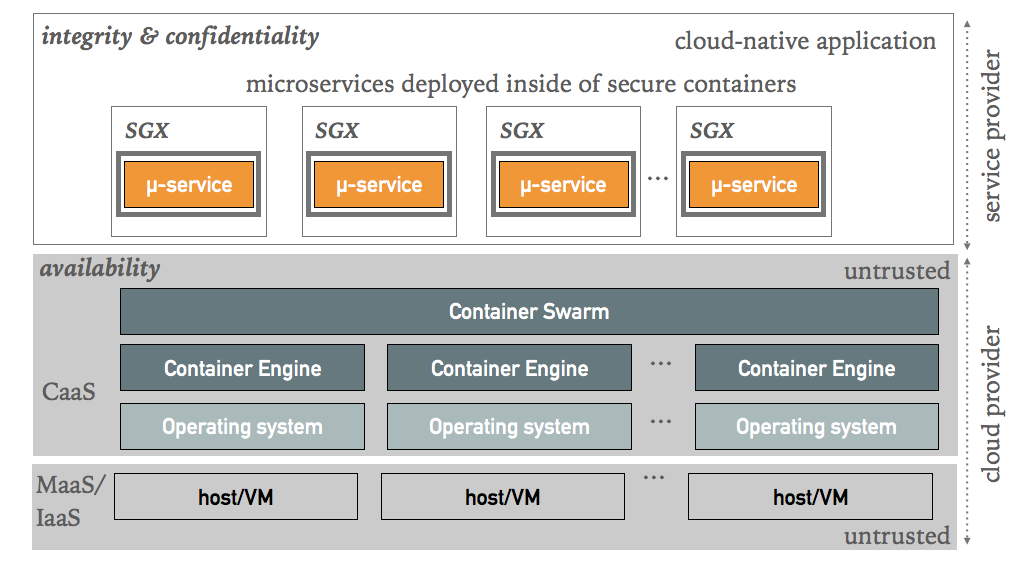 integrity & confidentiality
cloud-native application
microservices deployed inside of secure containers
SGX SGX SGX SGX
μ-service μ-service μ-service ... μ-service
service provider
availability
untrusted
Container Swarm
Container Engine Container Engine ... Container Engine
CaaS
Operating system Operating system ... Operating system
cloud provider
MaaS/
IaaS
host/VM host/VM ... host/VM
untrusted